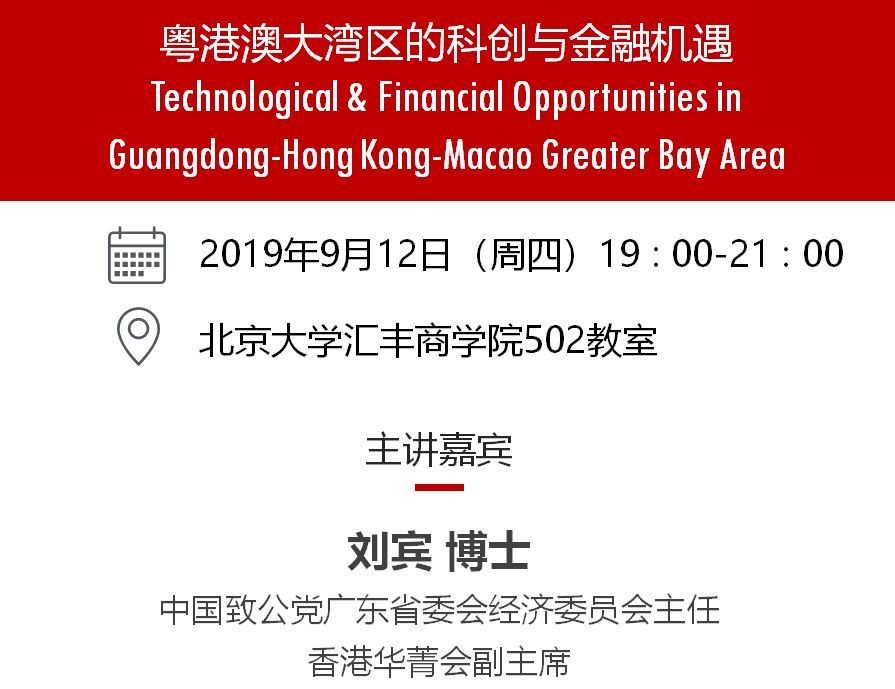 粤港澳大湾区的科创与金融机遇
Technological & Financial Opportunities in
Guangdong-Hong Kong-Macao Greater Bay Area
2019年9月12日（周四）19：00-21：00
北京大学汇丰商学院502教室
主讲嘉宾
刘宾 博士
中国致公党广东省委会经济委员会主任
香港华菁会副主席